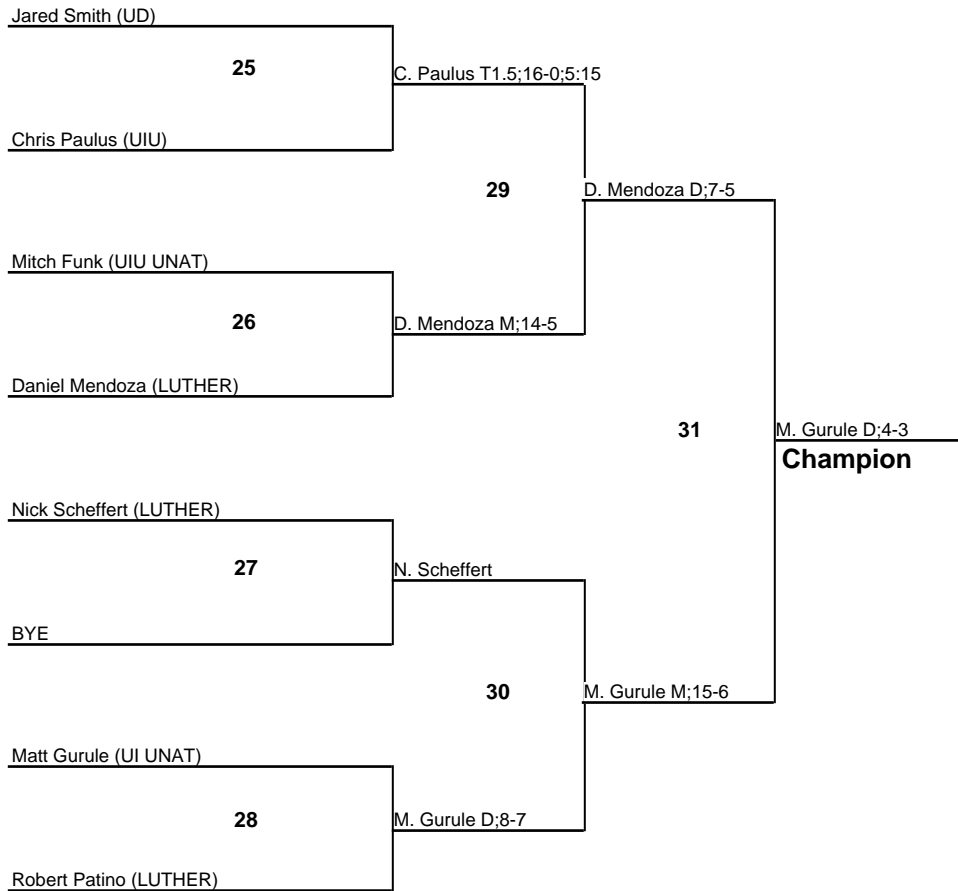 Jared Smith (UD)
25
C. Paulus T1.5;16-0;5:15
Chris Paulus (UIU)
29
D. Mendoza D;7-5
Mitch Funk (UIU UNAT)
26
D. Mendoza M;14-5
Daniel Mendoza (LUTHER)
31
M. Gurule D;4-3
Champion
Nick Scheffert (LUTHER)
27
N. Scheffert
BYE
30
M. Gurule M;15-6
Matt Gurule (UI UNAT)
28
M. Gurule D;8-7
Robert Patino (LUTHER)